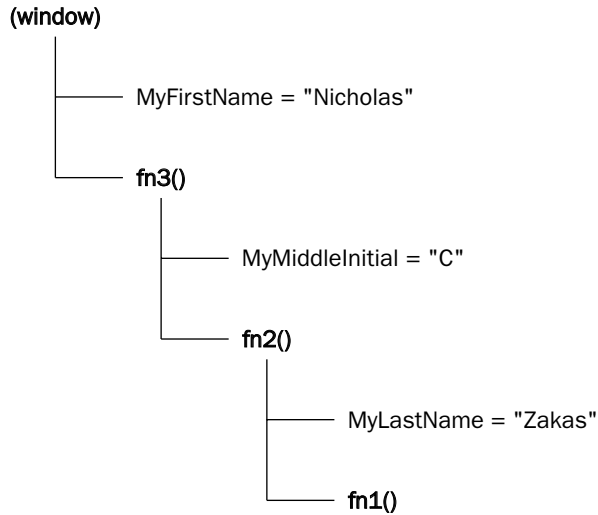 (window)
MyFirstName = "Nicholas"
fn3()
MyMiddleInitial = "C"
fn2()
MyLastName = "Zakas"
fn1()